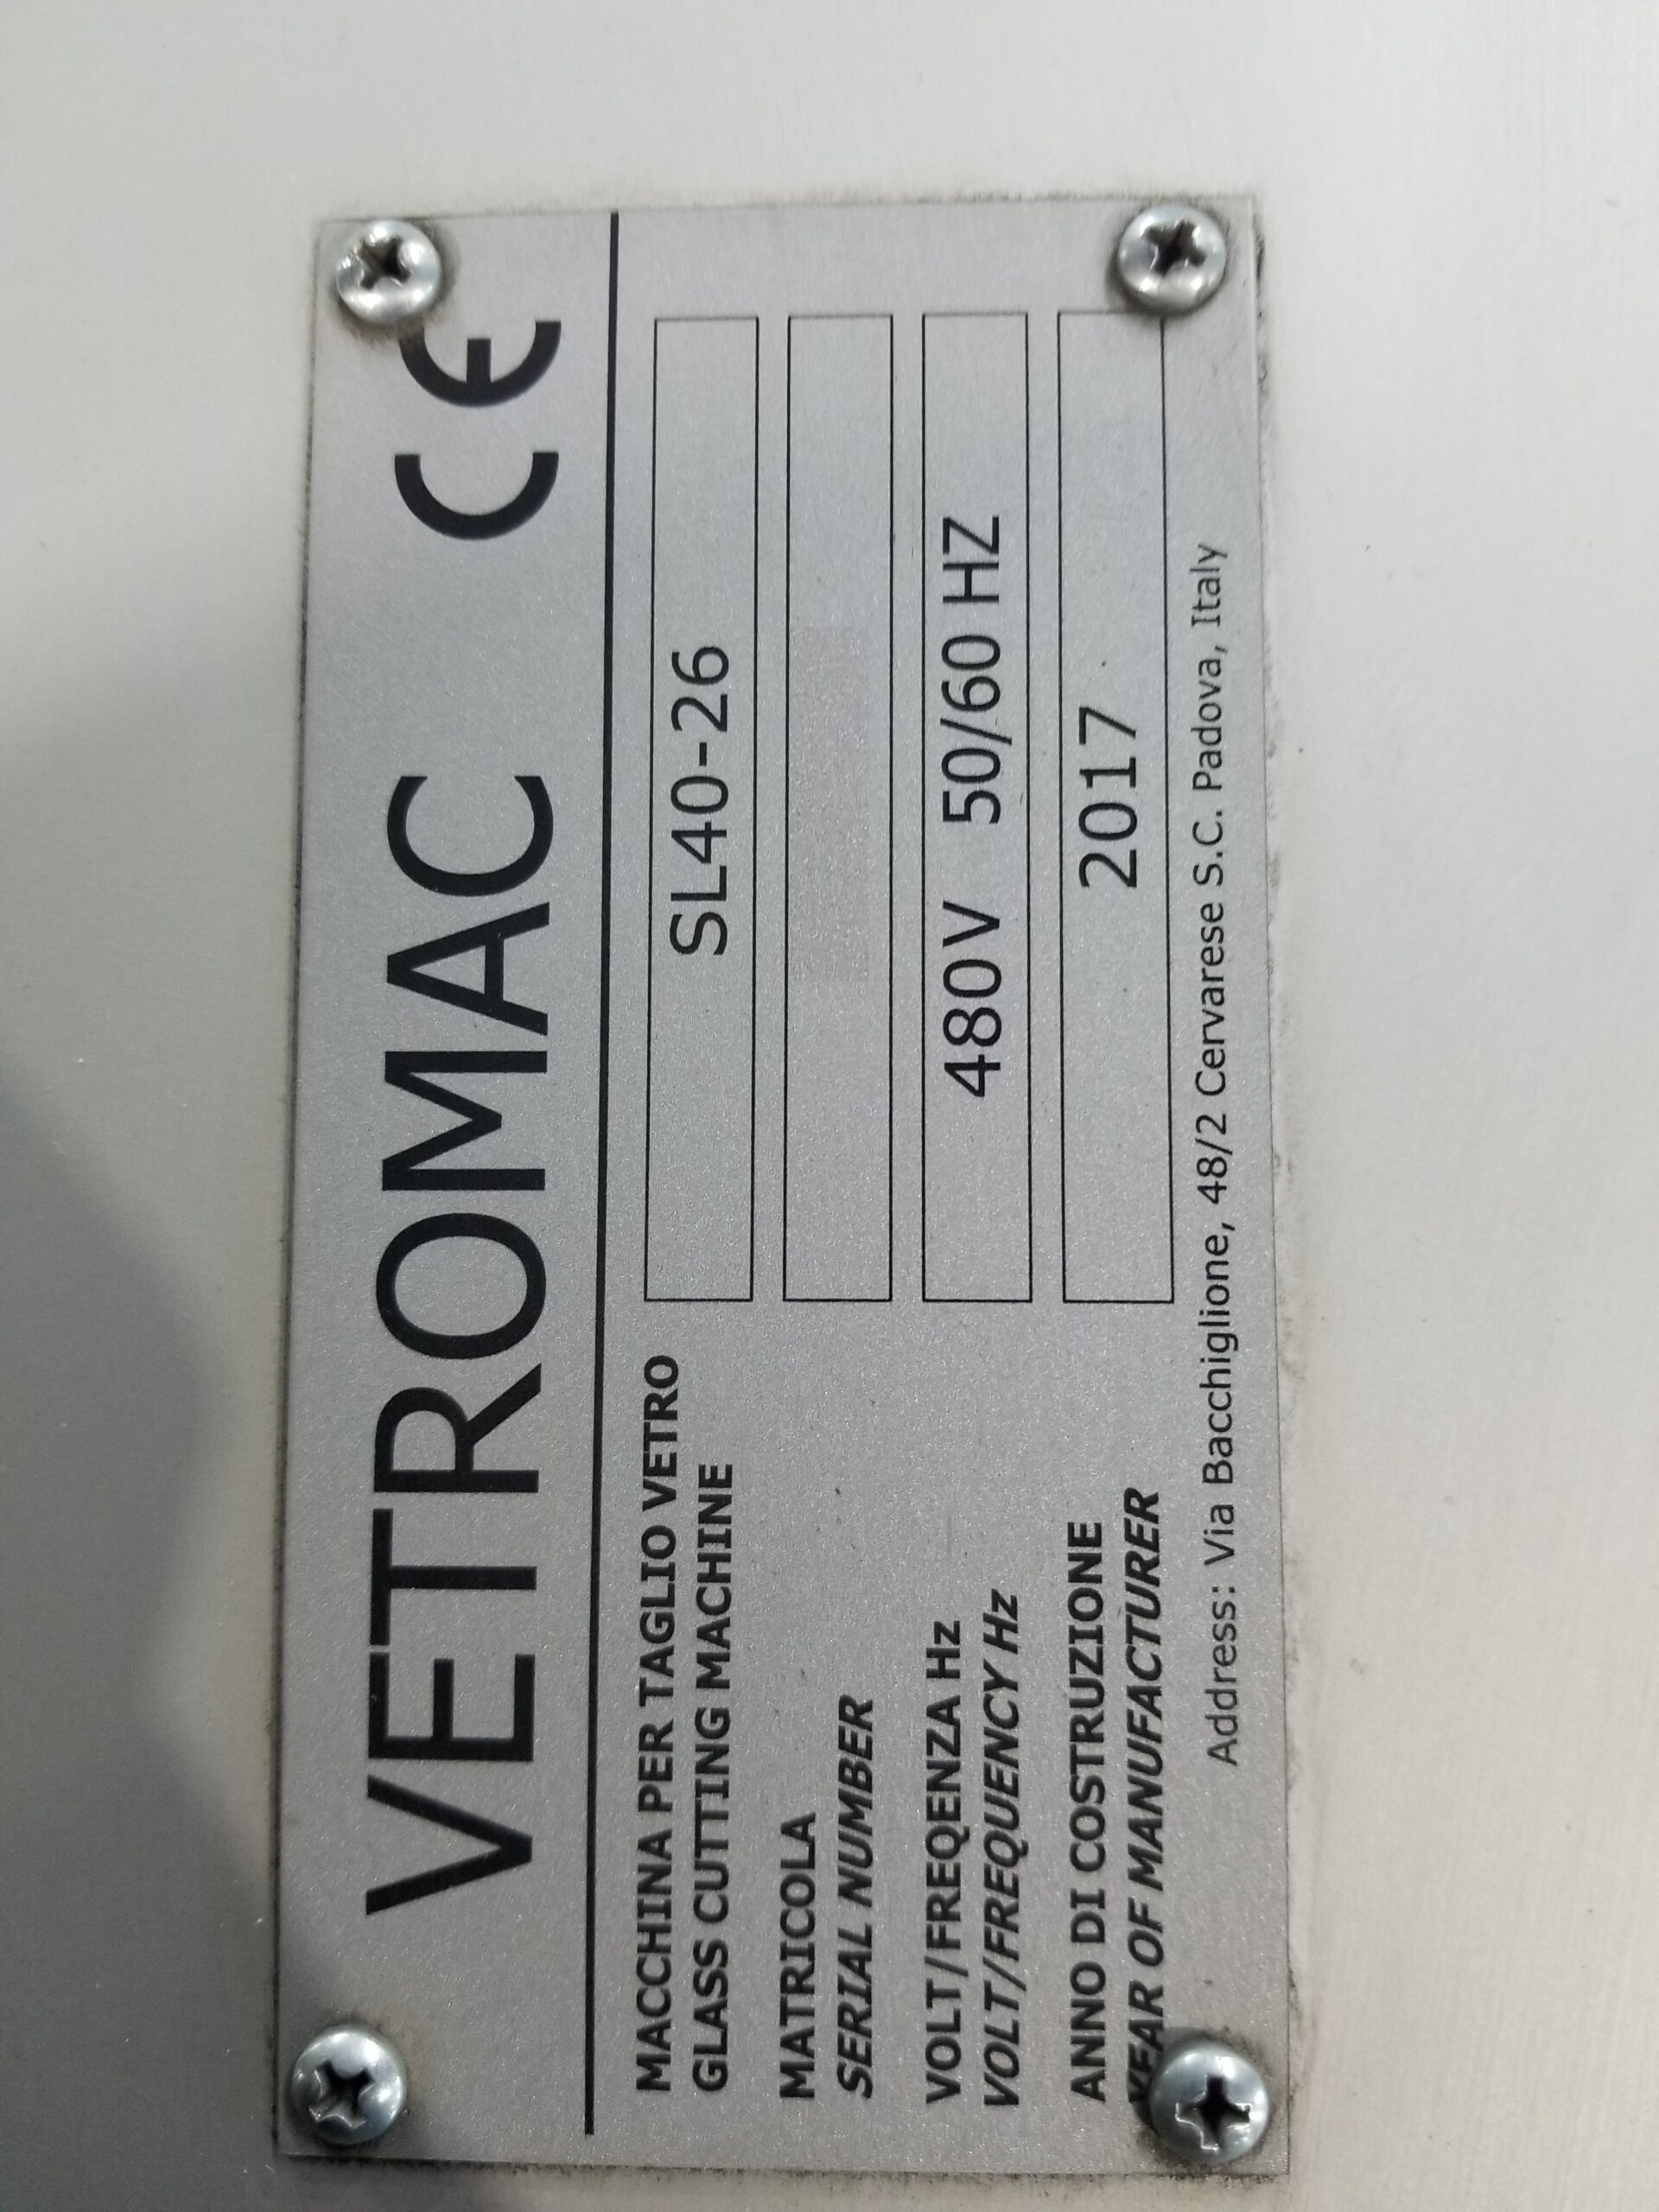 VETROMAC CE
MACCHINA PER TAGLIO VETRO
GLASS CUTTING MACHINE
SL40-26
MATRICOLA
SERIAL NUMBER
VOLT/FREQENZA Hz
VOLT/FREQUENCY Hz
480V 50/60 HZ
ANNO DI COSTRUZIONE
YEAR OF MANUFACTURER
2017
Address: Via Bacchiglione, 48/2 Cervarese S.C. Padova, Italy